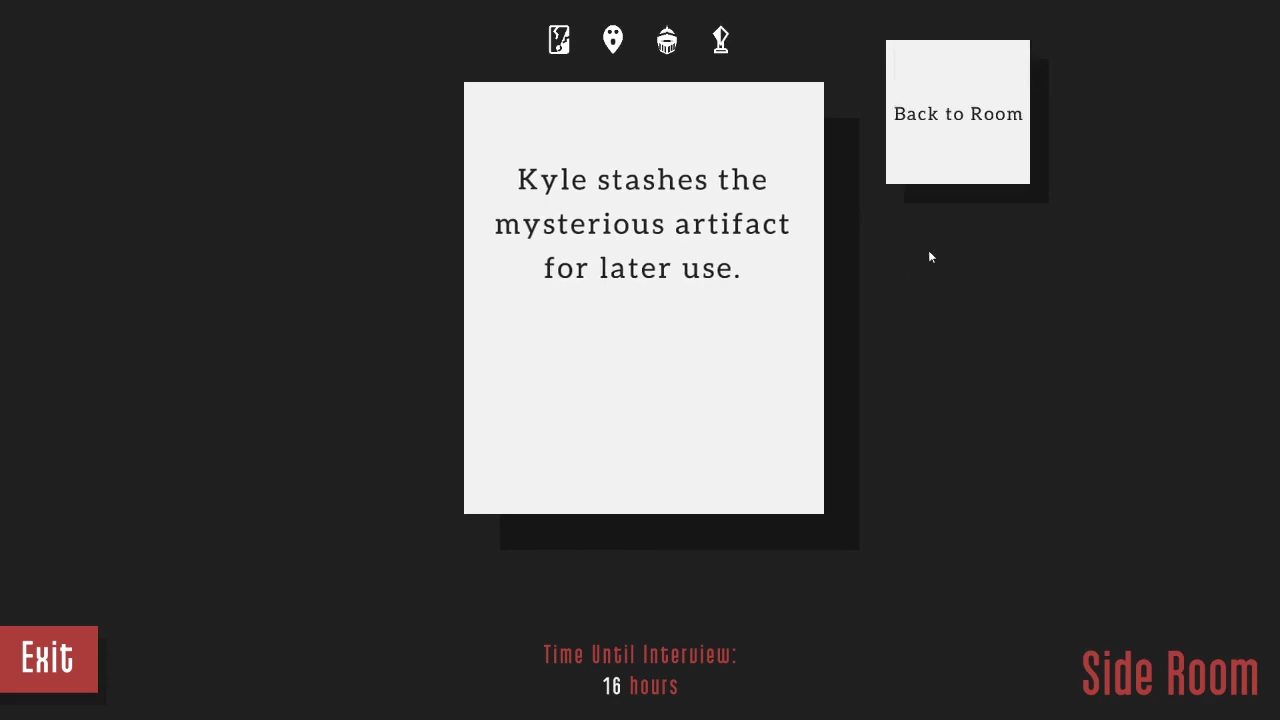 Back to Room
Kyle stashes the
mysterious artifact
for later use.
Exit
Time Until Interview:
16 hours
Side Room